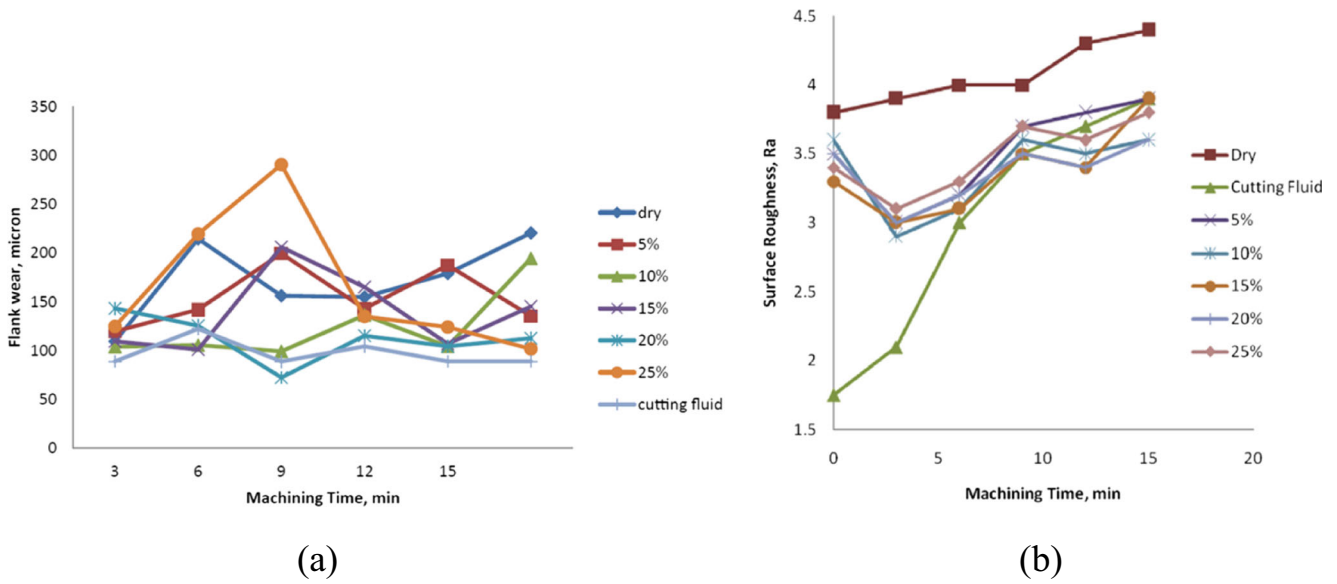 350
300
250
200
150
100
50
0
Flank wear, micron
3 6 9 12 15
Machining Time, min
dry
5%
10%
15%
20%
25%
cutting fluid
(a)
4.5
4
3.5
3
2.5
2
1.5
Surface Roughness, Ra
0 5 10 15 20
Machining Time, min
Dry
Cutting Fluid
5%
10%
15%
20%
25%
(b)